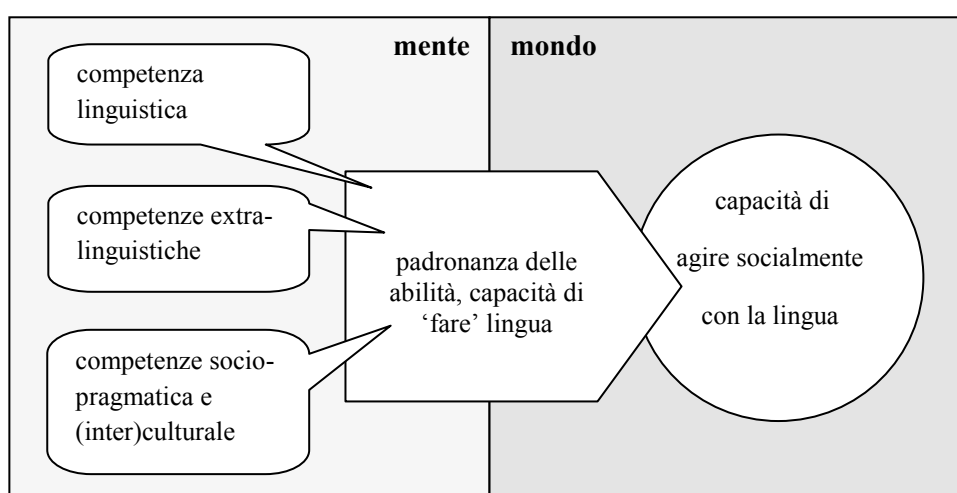 mente
mondo
competenza
linguistica
competenze extra-
linguistiche
competenze socio-
pragmatica e
(inter)culturale
padronanza delle
abilità, capacità di
‘fare’ lingua
capacità di
agire socialmente
con la lingua